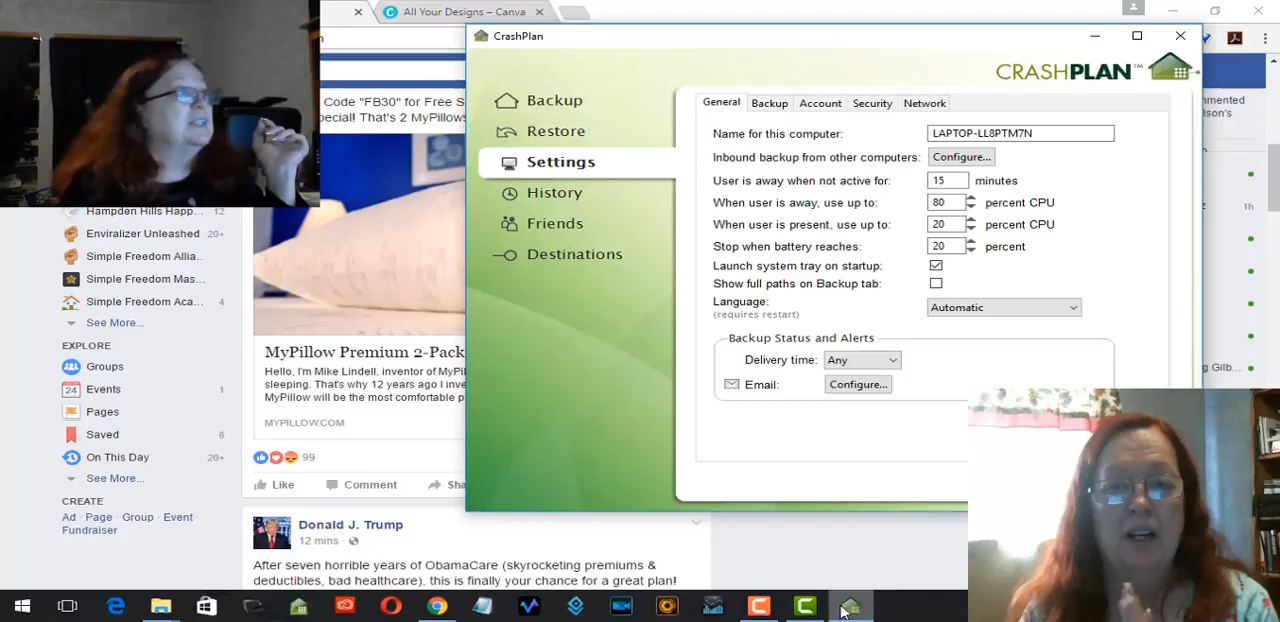 All Your Designs – Canva
CrashPlan
CRASHPLAN™
Code "FB30" for Free S
pecial! That's 2 MyPillows
Backup
Restore
Settings
History
Friends
Destinations
General
Backup
Account
Security
Network
Name for this computer: LAPTOP-LL8PTM7N
Inbound backup from other computers: Configure...
User is away when not active for: 15 minutes
When user is away, use up to: 80 percent CPU
When user is present, use up to: 20 percent CPU
Stop when battery reaches: 20 percent
Launch system tray on startup:
Show full paths on Backup tab:
Language: Automatic
(requires restart)
Backup Status and Alerts
Delivery time: Any
Email: Configure...
Hampden Hills Happ... 12
Enviralizer Unleashed 20+
Simple Freedom Allia...
Simple Freedom Mas...
Simple Freedom Aca... 4
See More...
EXPLORE
Groups
24 Events 1
Pages
Saved 6
On This Day 20+
See More...
CREATE
Ad · Page · Group · Event ·
Fundraiser
MyPillow Premium 2-Pack
Hello, I'm Mike Lindell, inventor of MyPi
sleeping. That's why 12 years ago I inve
MyPillow will be the most comfortable p
MYPILLOW.COM
99
Like Comment Sha
Donald J. Trump
12 mins ·
After seven horrible years of ObamaCare (skyrocketing premiums &
deductibles, bad healthcare), this is finally your chance for a great plan!
mmented
lson's
1h
Gilb...